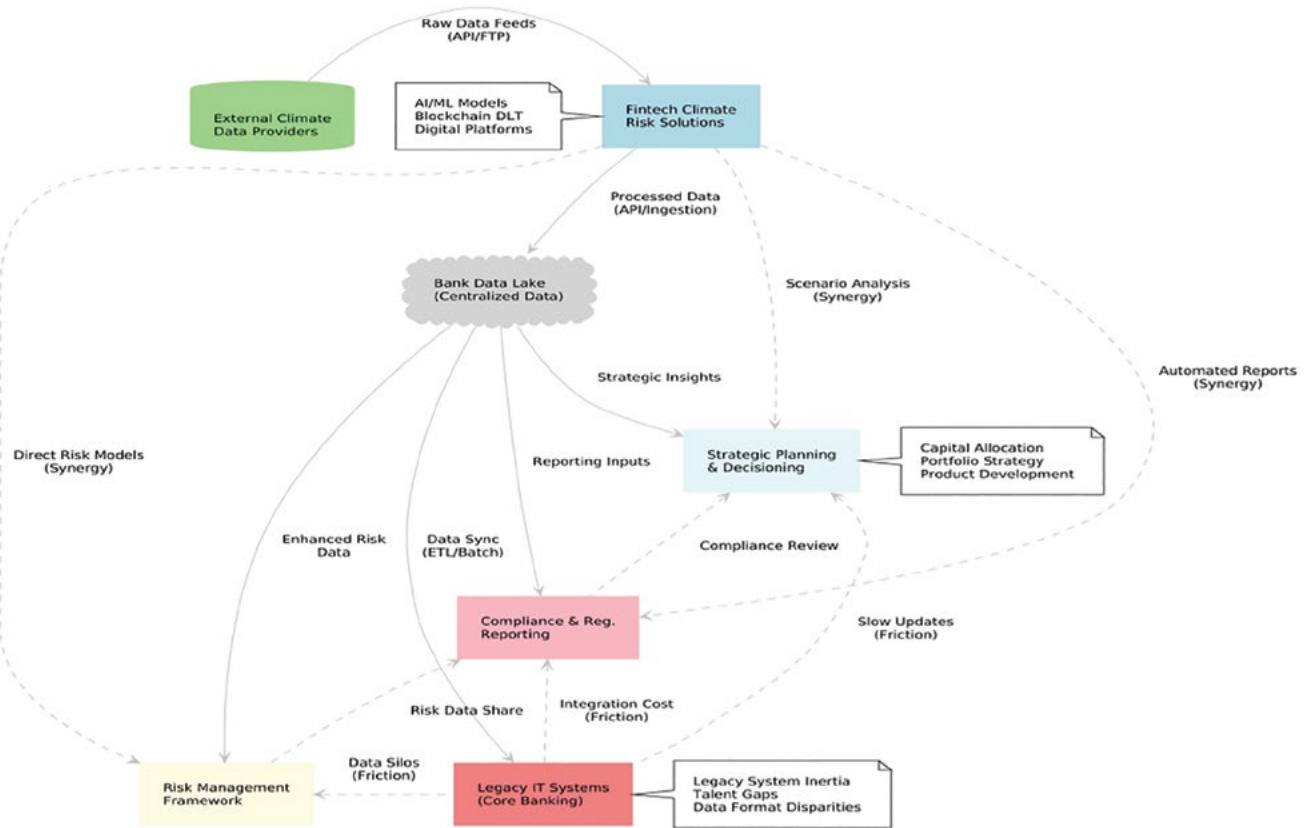 Raw Data Feeds
(API/FTP)
External Climate
Data Providers
AI/ML Models
Blockchain DLT
Digital Platforms
Fintech Climate
Risk Solutions
Processed Data
(API/Ingestion)
Bank Data Lake
(Centralized Data)
Scenario Analysis
(Synergy)
Automated Reports
(Synergy)
Strategic Insights
Direct Risk Models
(Synergy)
Reporting Inputs
Strategic Planning
& Decisioning
Capital Allocation
Portfolio Strategy
Product Development
Enhanced Risk
Data
Data Sync
(ETL/Batch)
Compliance Review
Compliance & Reg.
Reporting
Slow Updates
(Friction)
Risk Data Share
Integration Cost
(Friction)
Data Silos
(Friction)
Risk Management
Framework
Legacy IT Systems
(Core Banking)
Legacy System Inertia
Talent Gaps
Data Format Disparities